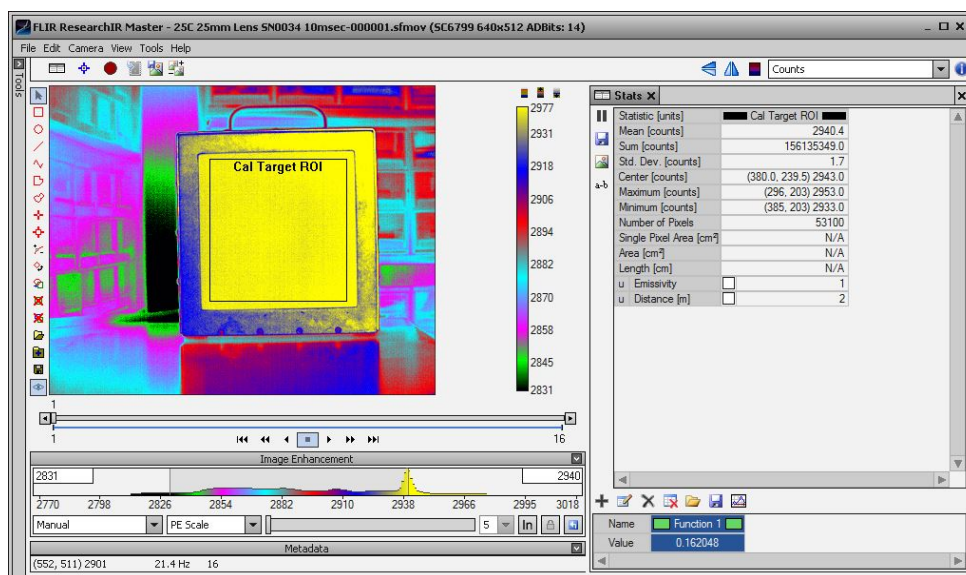 FLIR ResearchIR Master - 25C 25mm Lens SN0034 10msec-000001.sfmov (SC6799 640x512 ADBits: 14)
File Edit Camera View Tools Help
Tools
Counts
Cal Target ROI
2977
2931
2918
2906
2894
2882
2870
2858
2845
2831
1
1 16
Image Enhancement
2831 2940
2770 2798 2826 2854 2882 2910 2938 2966 2995 3018
Manual PE Scale 5 In
Metadata
(552, 511) 2901 21.4 Hz 16
Stats X
Statistic [units] Cal Target ROI
Mean [counts] 2940.4
Sum [counts] 156135349.0
Std. Dev. [counts] 1.7
Center [counts] (380.0, 239.5) 2943.0
Maximum [counts] (296, 203) 2953.0
Minimum [counts] (385, 203) 2933.0
Number of Pixels 53100
Single Pixel Area [cm²] N/A
Area [cm²] N/A
Length [cm] N/A
u Emissivity 1
u Distance [m] 2
a-b
Name Function 1
Value 0.162048